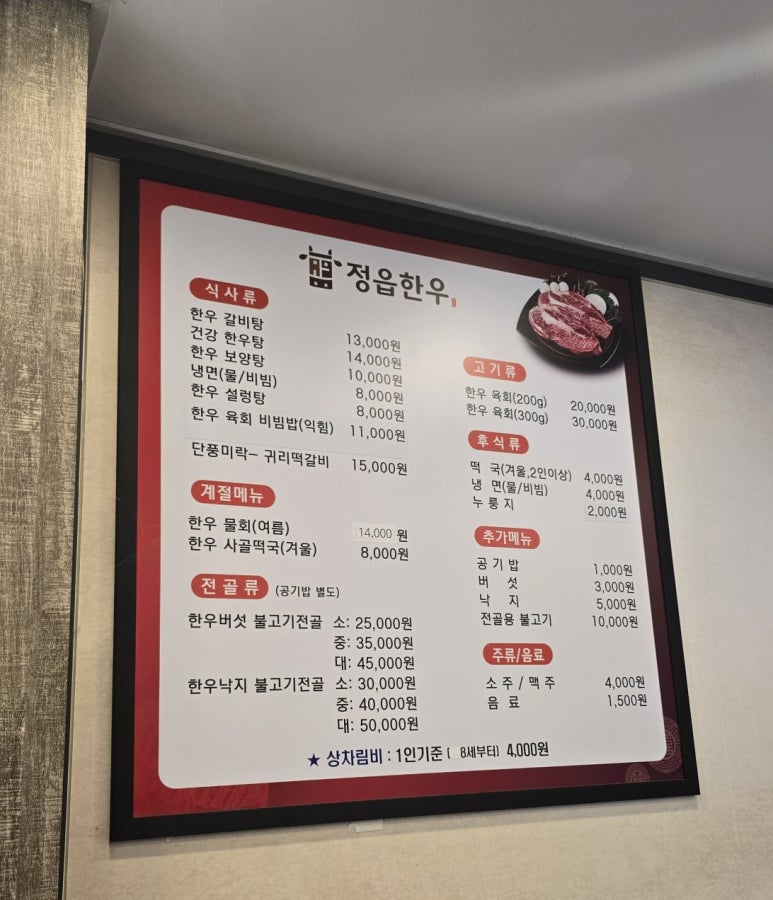 정읍한우
식사류
한우 갈비탕 13,000원
건강 한우탕 14,000원
한우 보양탕 10,000원
냉면(물/비빔) 8,000원
한우 설렁탕 8,000원
한우 육회 비빔밥(익힘) 11,000원
단풍미락- 귀리떡갈비 15,000원
계절메뉴
한우 물회(여름) 14,000 원
한우 사골떡국(겨울) 8,000원
전골류 (공기밥 별도)
한우버섯 불고기전골 소: 25,000원
중: 35,000원
대: 45,000원
한우낙지 불고기전골 소: 30,000원
중: 40,000원
대: 50,000원
고기류
한우 육회(200g) 20,000원
한우 육회(300g) 30,000원
후식류
떡 국(겨울,2인이상) 4,000원
냉 면(물/비빔) 4,000원
누룽지 2,000원
추가메뉴
공기밥 1,000원
버 섯 3,000원
낙 지 5,000원
전골용 불고기 10,000원
주류/음료
소주 / 맥주 4,000원
음 료 1,500원
★ 상차림비 : 1인기준( 8세부터) 4,000원